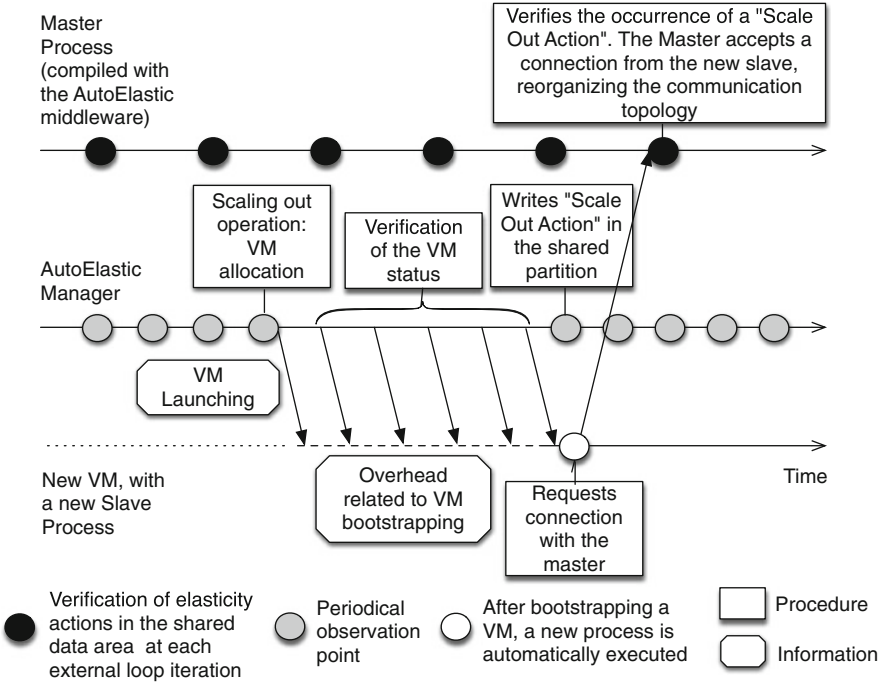 Master
Process
(compiled with
the AutoElastic
middleware)
Verifies the occurrence of a "Scale
Out Action". The Master accepts a
connection from the new slave,
reorganizing the communication
topology
Scaling out
operation:
VM
allocation
Verification
of the VM
status
Writes "Scale
Out Action" in
the shared
partition
AutoElastic
Manager
VM
Launching
New VM, with
a new Slave
Process
Overhead
related to VM
bootstrapping
Requests
connection
with the
master
Time
Verification of elasticity
actions in the shared
data area at each
external loop iteration
Periodical
observation
point
After bootstrapping a
VM, a new process is
automatically executed
Procedure
Information